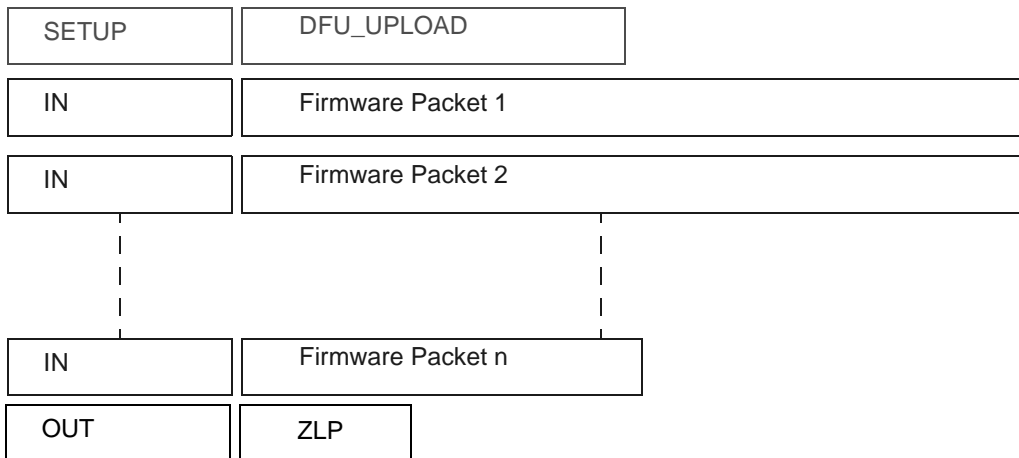 SETUP DFU_UPLOAD
IN Firmware Packet 1
IN Firmware Packet 2
IN Firmware Packet n
OUT ZLP